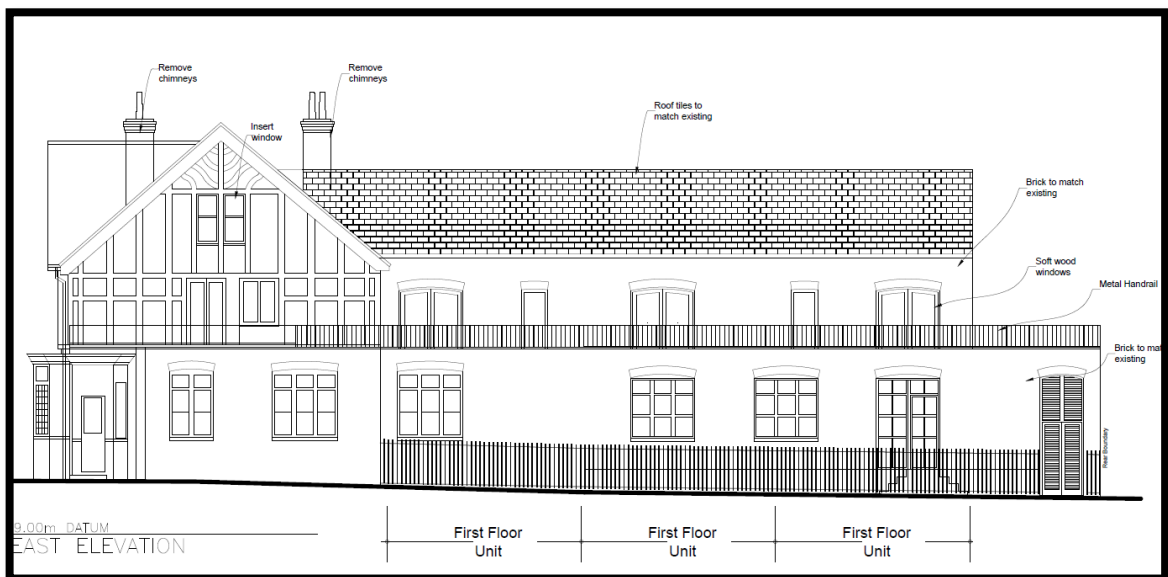 Remove
chimneys
Remove
chimneys
Insert
window
Roof tiles to
match existing
Brick to match
existing
Soft wood
windows
Metal Handrail
Brick to mat
existing
Rear Boundary
9.00m DATUM
EAST ELEVATION
First Floor
Unit
First Floor
Unit
First Floor
Unit